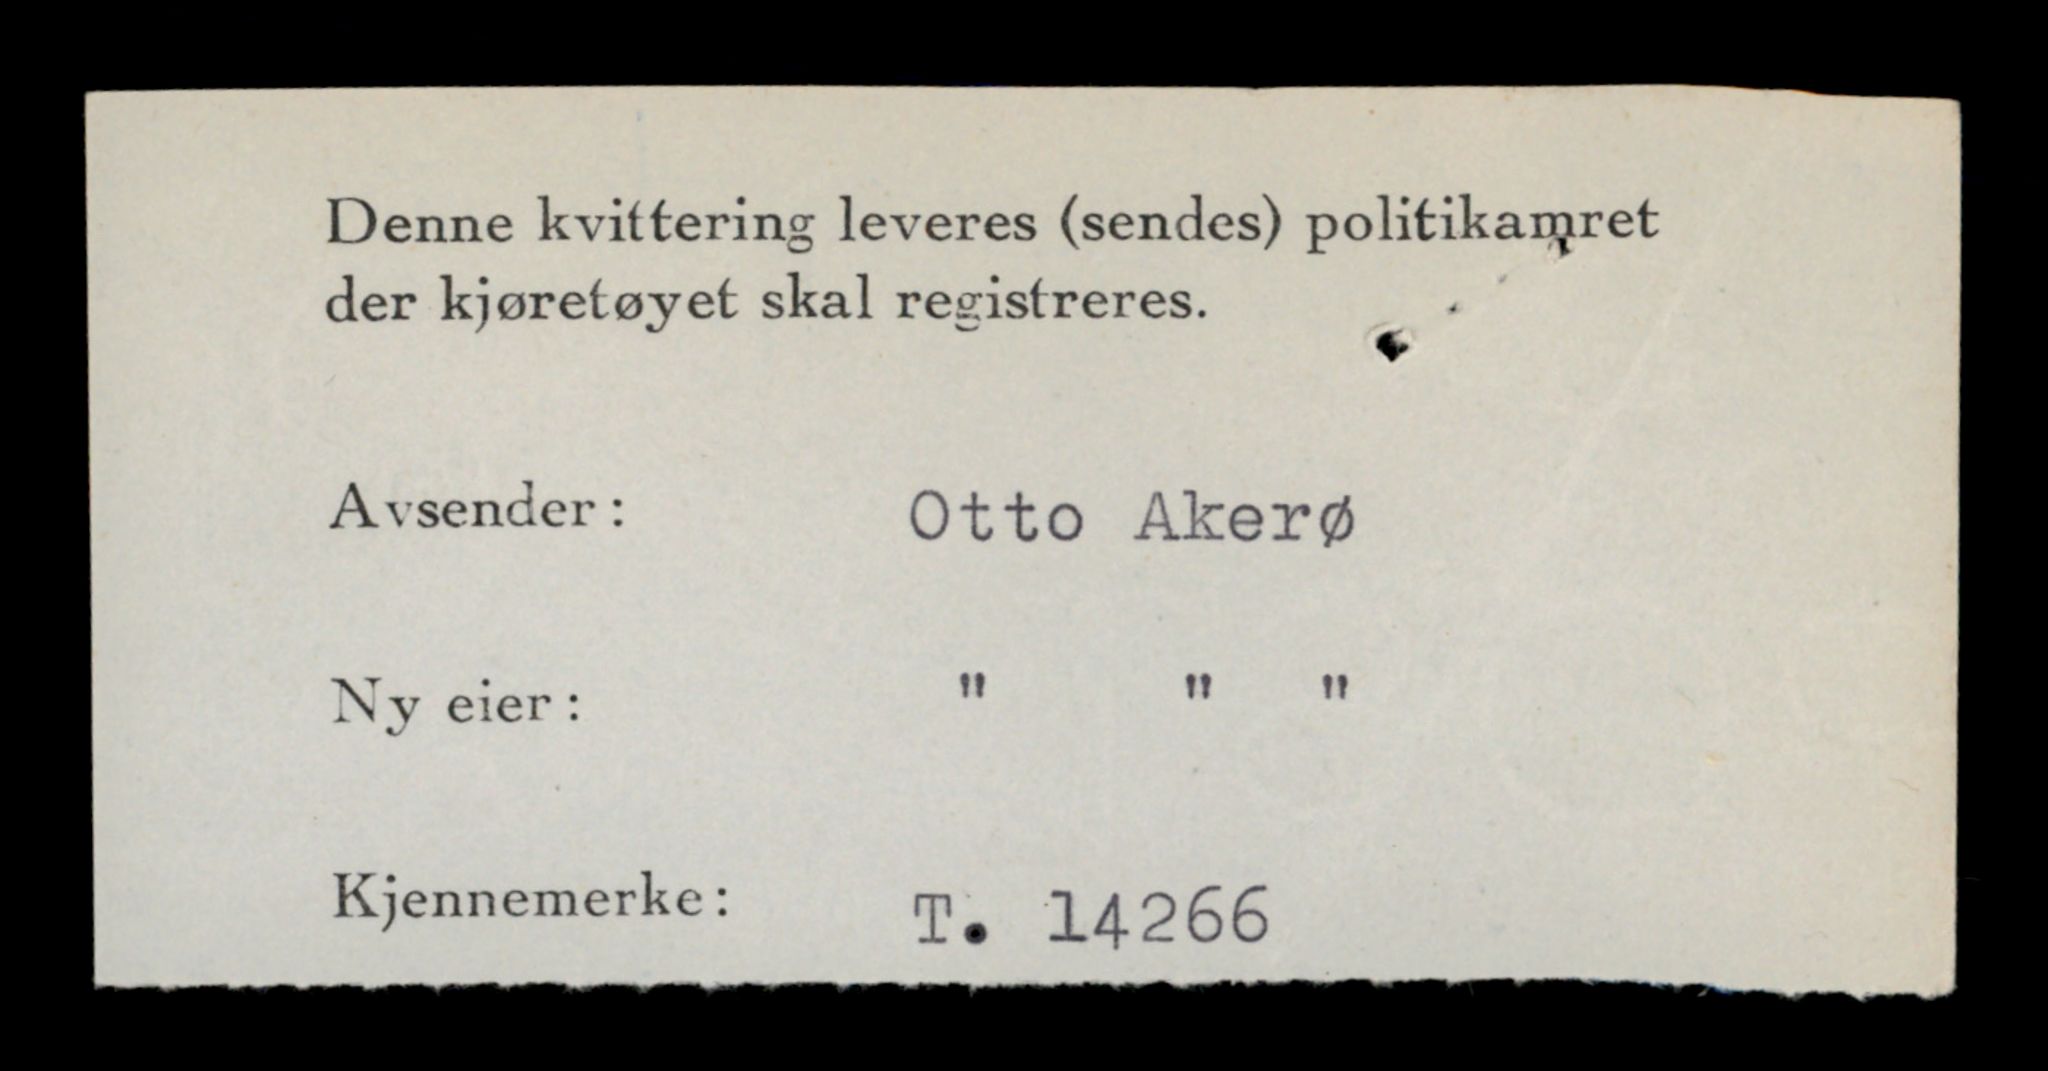 Denne kvittering leveres (sendes) politikamret
der kjøretøyet skal registreres.
Avsender: Otto Akerø
Ny eier: " " "
Kjennemerke: T. 14266